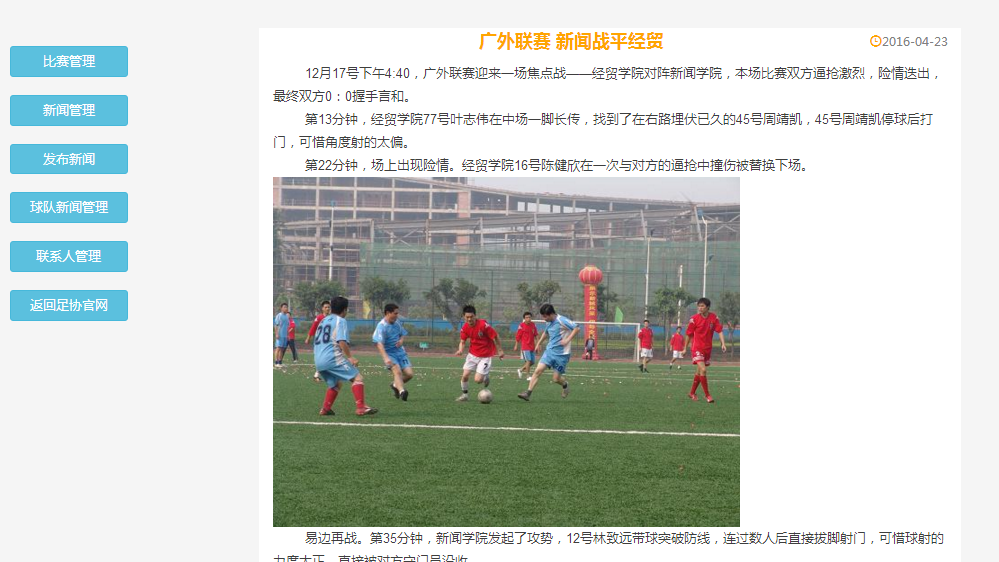 广外联赛 新闻战平经贸
2016-04-23
比赛管理
新闻管理
发布新闻
球队新闻管理
联系人管理
返回足协官网
12月17号下午4:40，广外联赛迎来一场焦点战——经贸学院对阵新闻学院，本场比赛双方逼抢激烈，险情迭出，
最终双方0：0握手言和。
第13分钟，经贸学院77号叶志伟在中场一脚长传，找到了在右路埋伏已久的45号周靖凯，45号周靖凯停球后打
门，可惜角度射的太偏。
第22分钟，场上出现险情。经贸学院16号陈健欣在一次与对方的逼抢中撞伤被替换下场。
28
7
易边再战。第35分钟，新闻学院发起了攻势，12号林致远带球突破防线，连过数人后直接拔脚射门，可惜球射的
力度太正，直接被对方守门员没收。